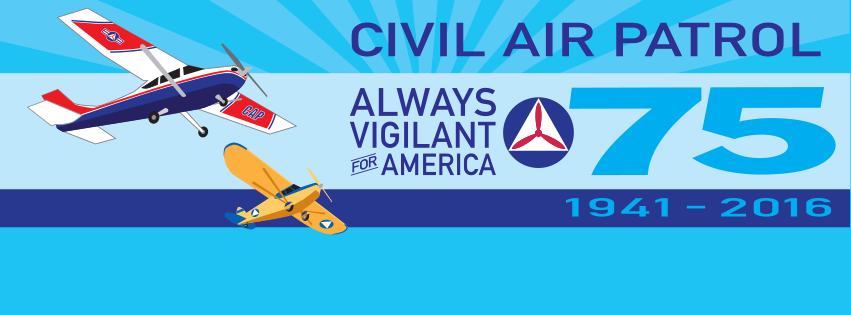 CIVIL AIR PATROL
ALWAYS
VIGILANT
FOR AMERICA
75
1941 – 2016
CAP